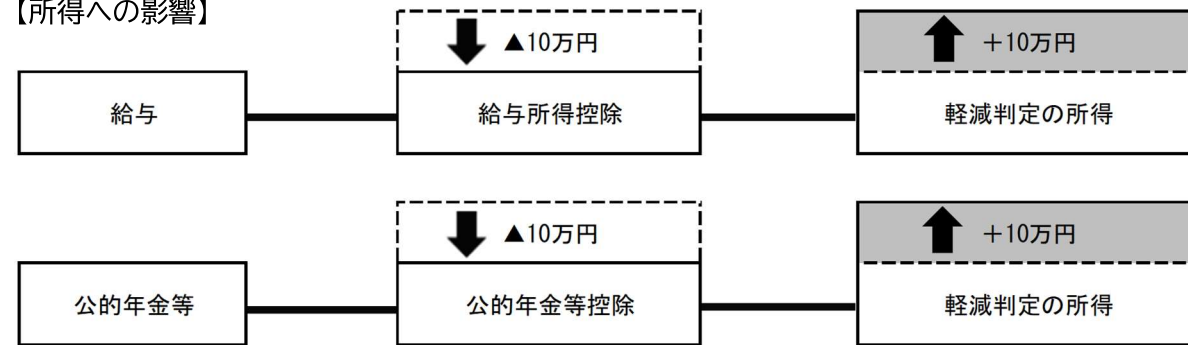 【所得への影響】
▲10万円
+10万円
給与
給与所得控除
軽減判定の所得
▲10万円
+10万円
公的年金等
公的年金等控除
軽減判定の所得